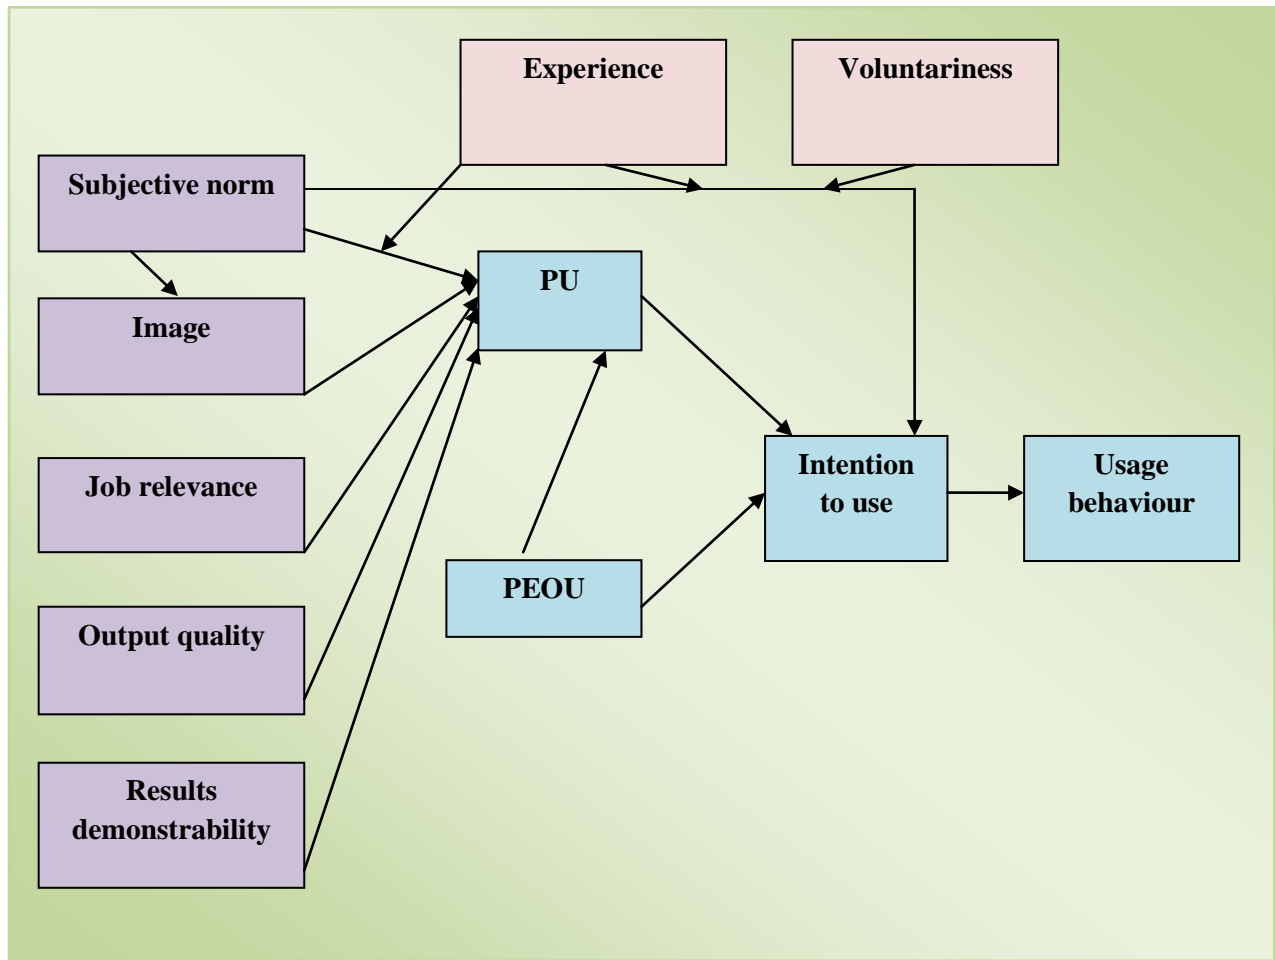 Experience
Voluntariness
Subjective norm
PU
Image
Intention
to use
Usage
behaviour
Job relevance
PEOU
Output quality
Results
demonstrability